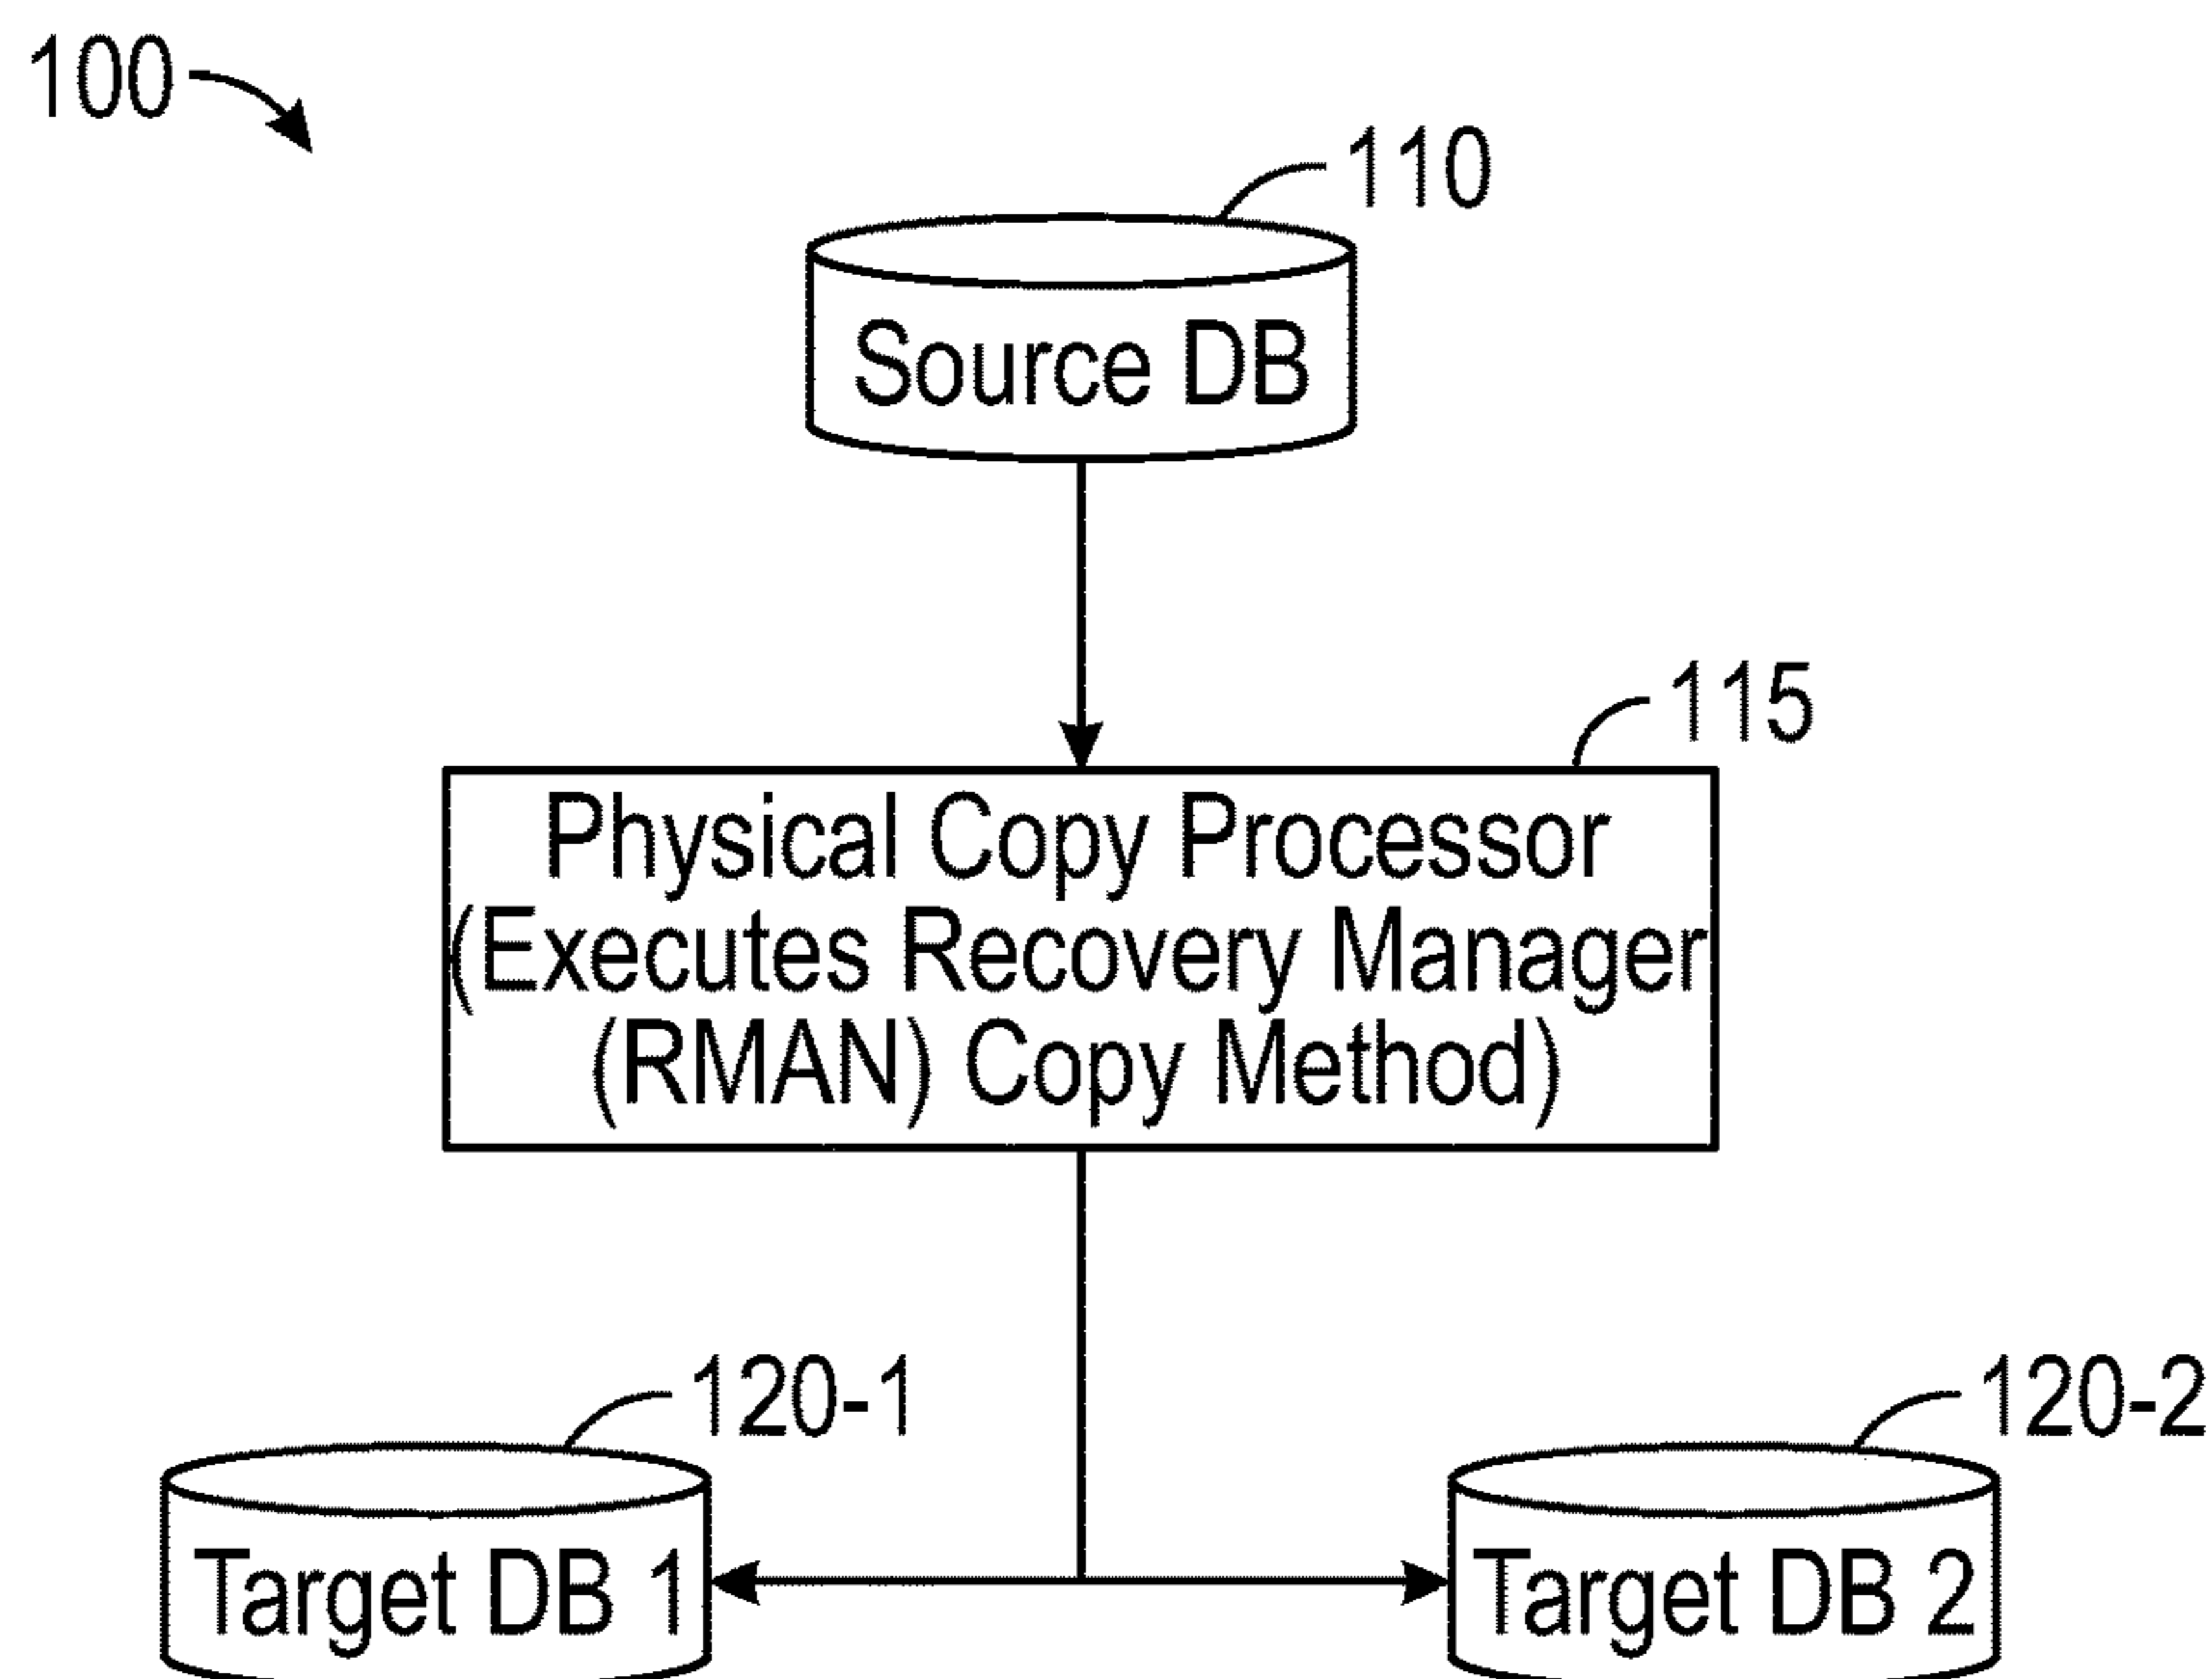 100
110
Source DB
115
Physical Copy Processor
(Executes Recovery Manager
(RMAN) Copy Method)
120-1
120-2
Target DB 1
Target DB 2